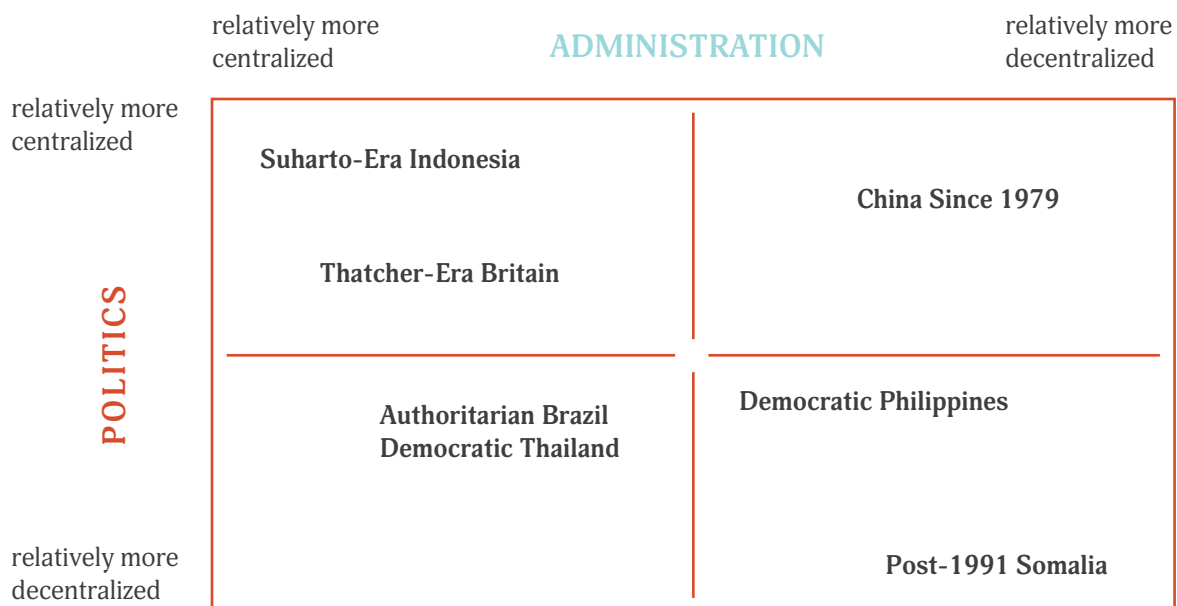 relatively more
centralized
ADMINISTRATION
relatively more
decentralized
relatively more
centralized
Suharto-Era Indonesia
China Since 1979
Thatcher-Era Britain
POLITICS
Authoritarian Brazil
Democratic Thailand
Democratic Philippines
relatively more
decentralized
Post-1991 Somalia